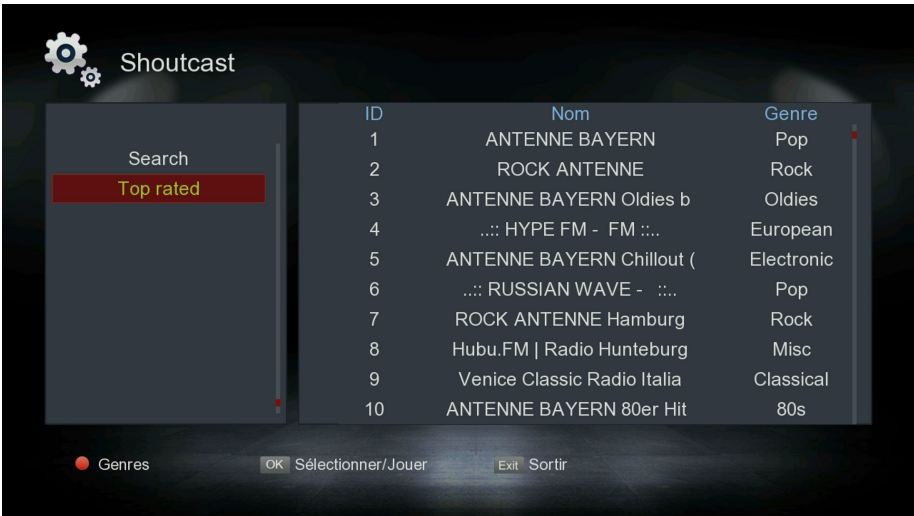 Shoutcast
Search
Top rated
ID Nom Genre
1 ANTENNE BAYERN Pop
2 ROCK ANTENNE Rock
3 ANTENNE BAYERN Oldies b Oldies
4 ..:: HYPE FM - FM ::.. European
5 ANTENNE BAYERN Chillout ( Electronic
6 ..:: RUSSIAN WAVE - ::.. Pop
7 ROCK ANTENNE Hamburg Rock
8 Hubu.FM | Radio Hunteburg Misc
9 Venice Classic Radio Italia Classical
10 ANTENNE BAYERN 80er Hit 80s
Genres OK Sélectionner/Jouer Exit Sortir